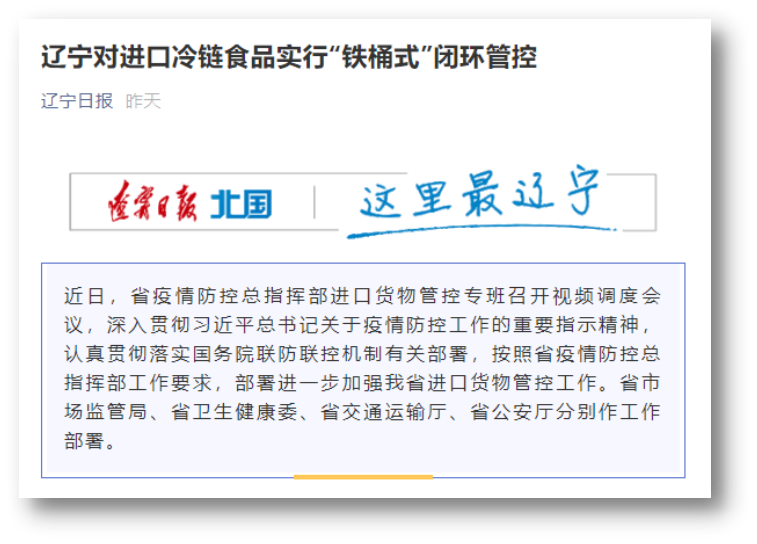 辽宁对进口冷链食品实行“铁桶式”闭环管控
辽宁日报 昨天
辽宁日报 北国 | 这里最辽宁
近日，省疫情防控总指挥部进口货物管控专班召开视频调度会
议，深入贯彻习近平总书记关于疫情防控工作的重要指示精神，
认真贯彻落实国务院联防联控机制有关部署，按照省疫情防控总
指挥部工作要求，部署进一步加强我省进口货物管控工作。省市
场监管局、省卫生健康委、省交通运输厅、省公安厅分别作工作
部署。